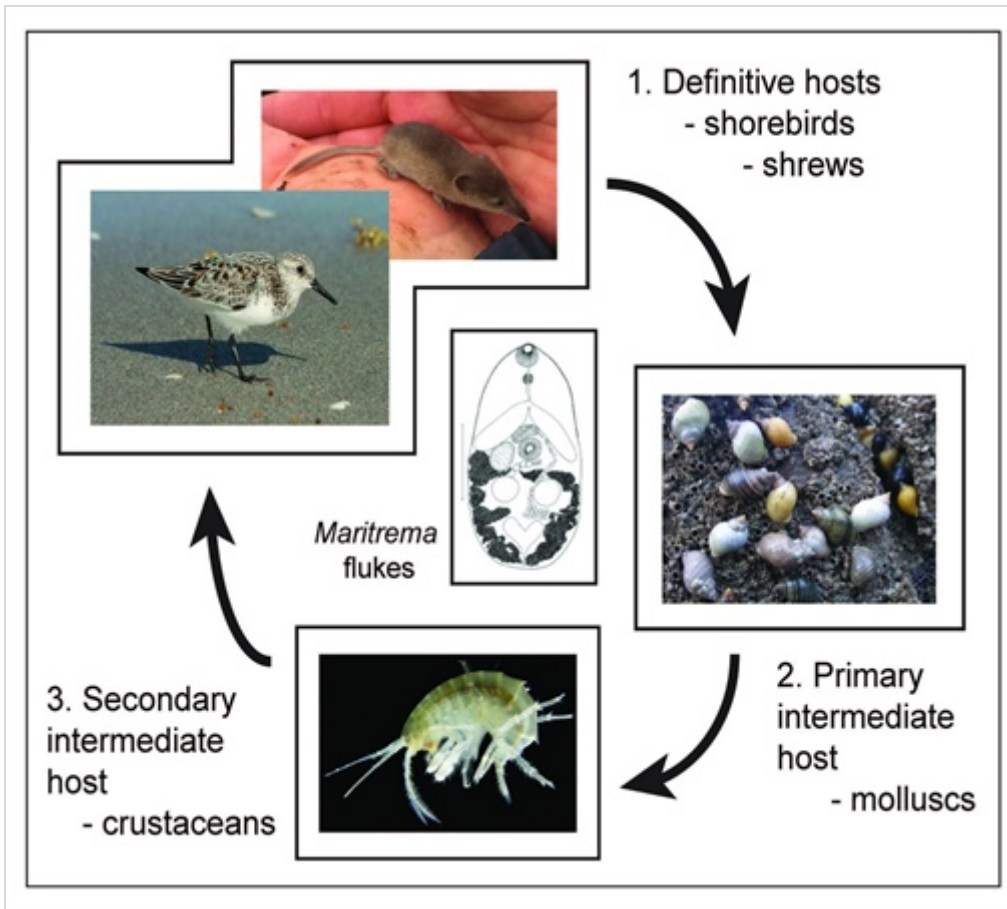 1. Definitive hosts
- shorebirds
- shrews
Maritrema
flukes
2. Primary
intermediate
host
- molluscs
3. Secondary
intermediate
host
- crustaceans